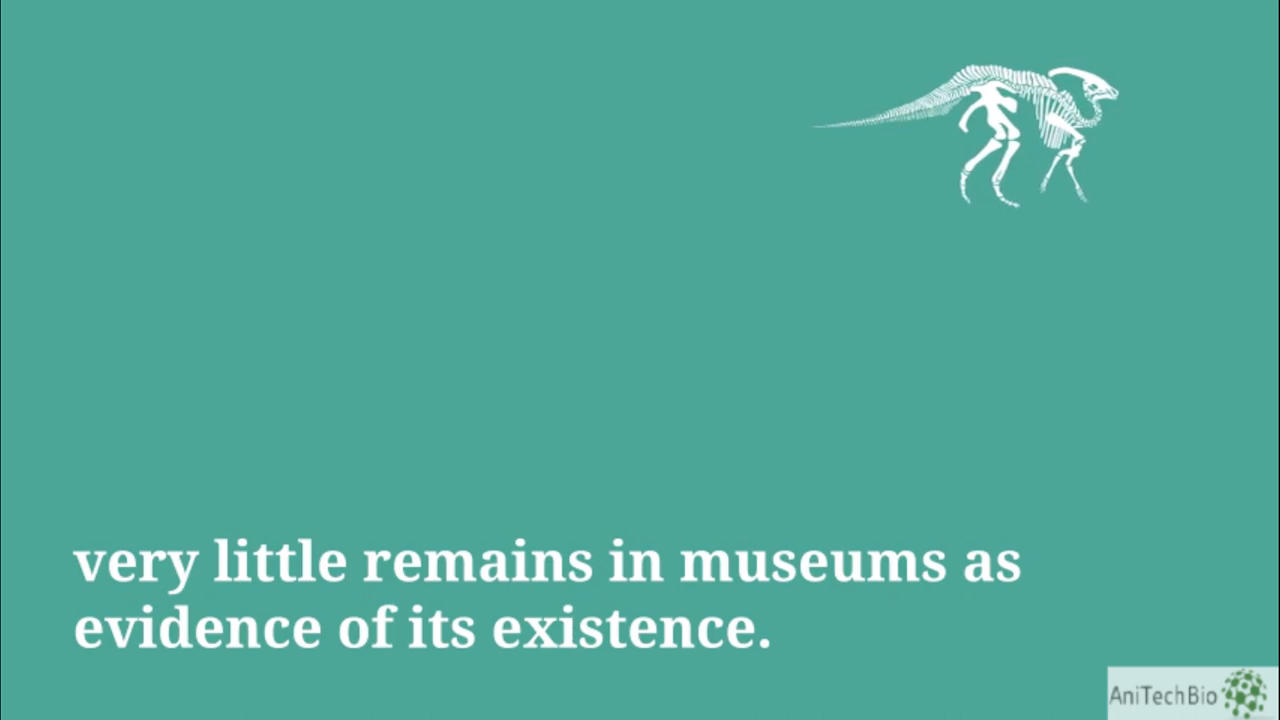 very little remains in museums as
evidence of its existence.
AniTechBio